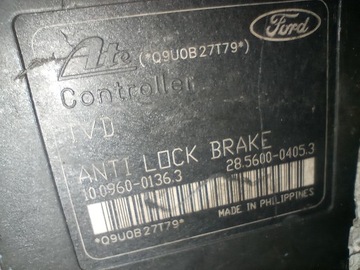 Ate (*Q9U0B27T79*) Ford
Controller
TVD
ANTI LOCK BRAKE
10.0960-0136.3 28.5600-0405.3
MADE IN PHILIPPINES
*Q9U0B27T79*